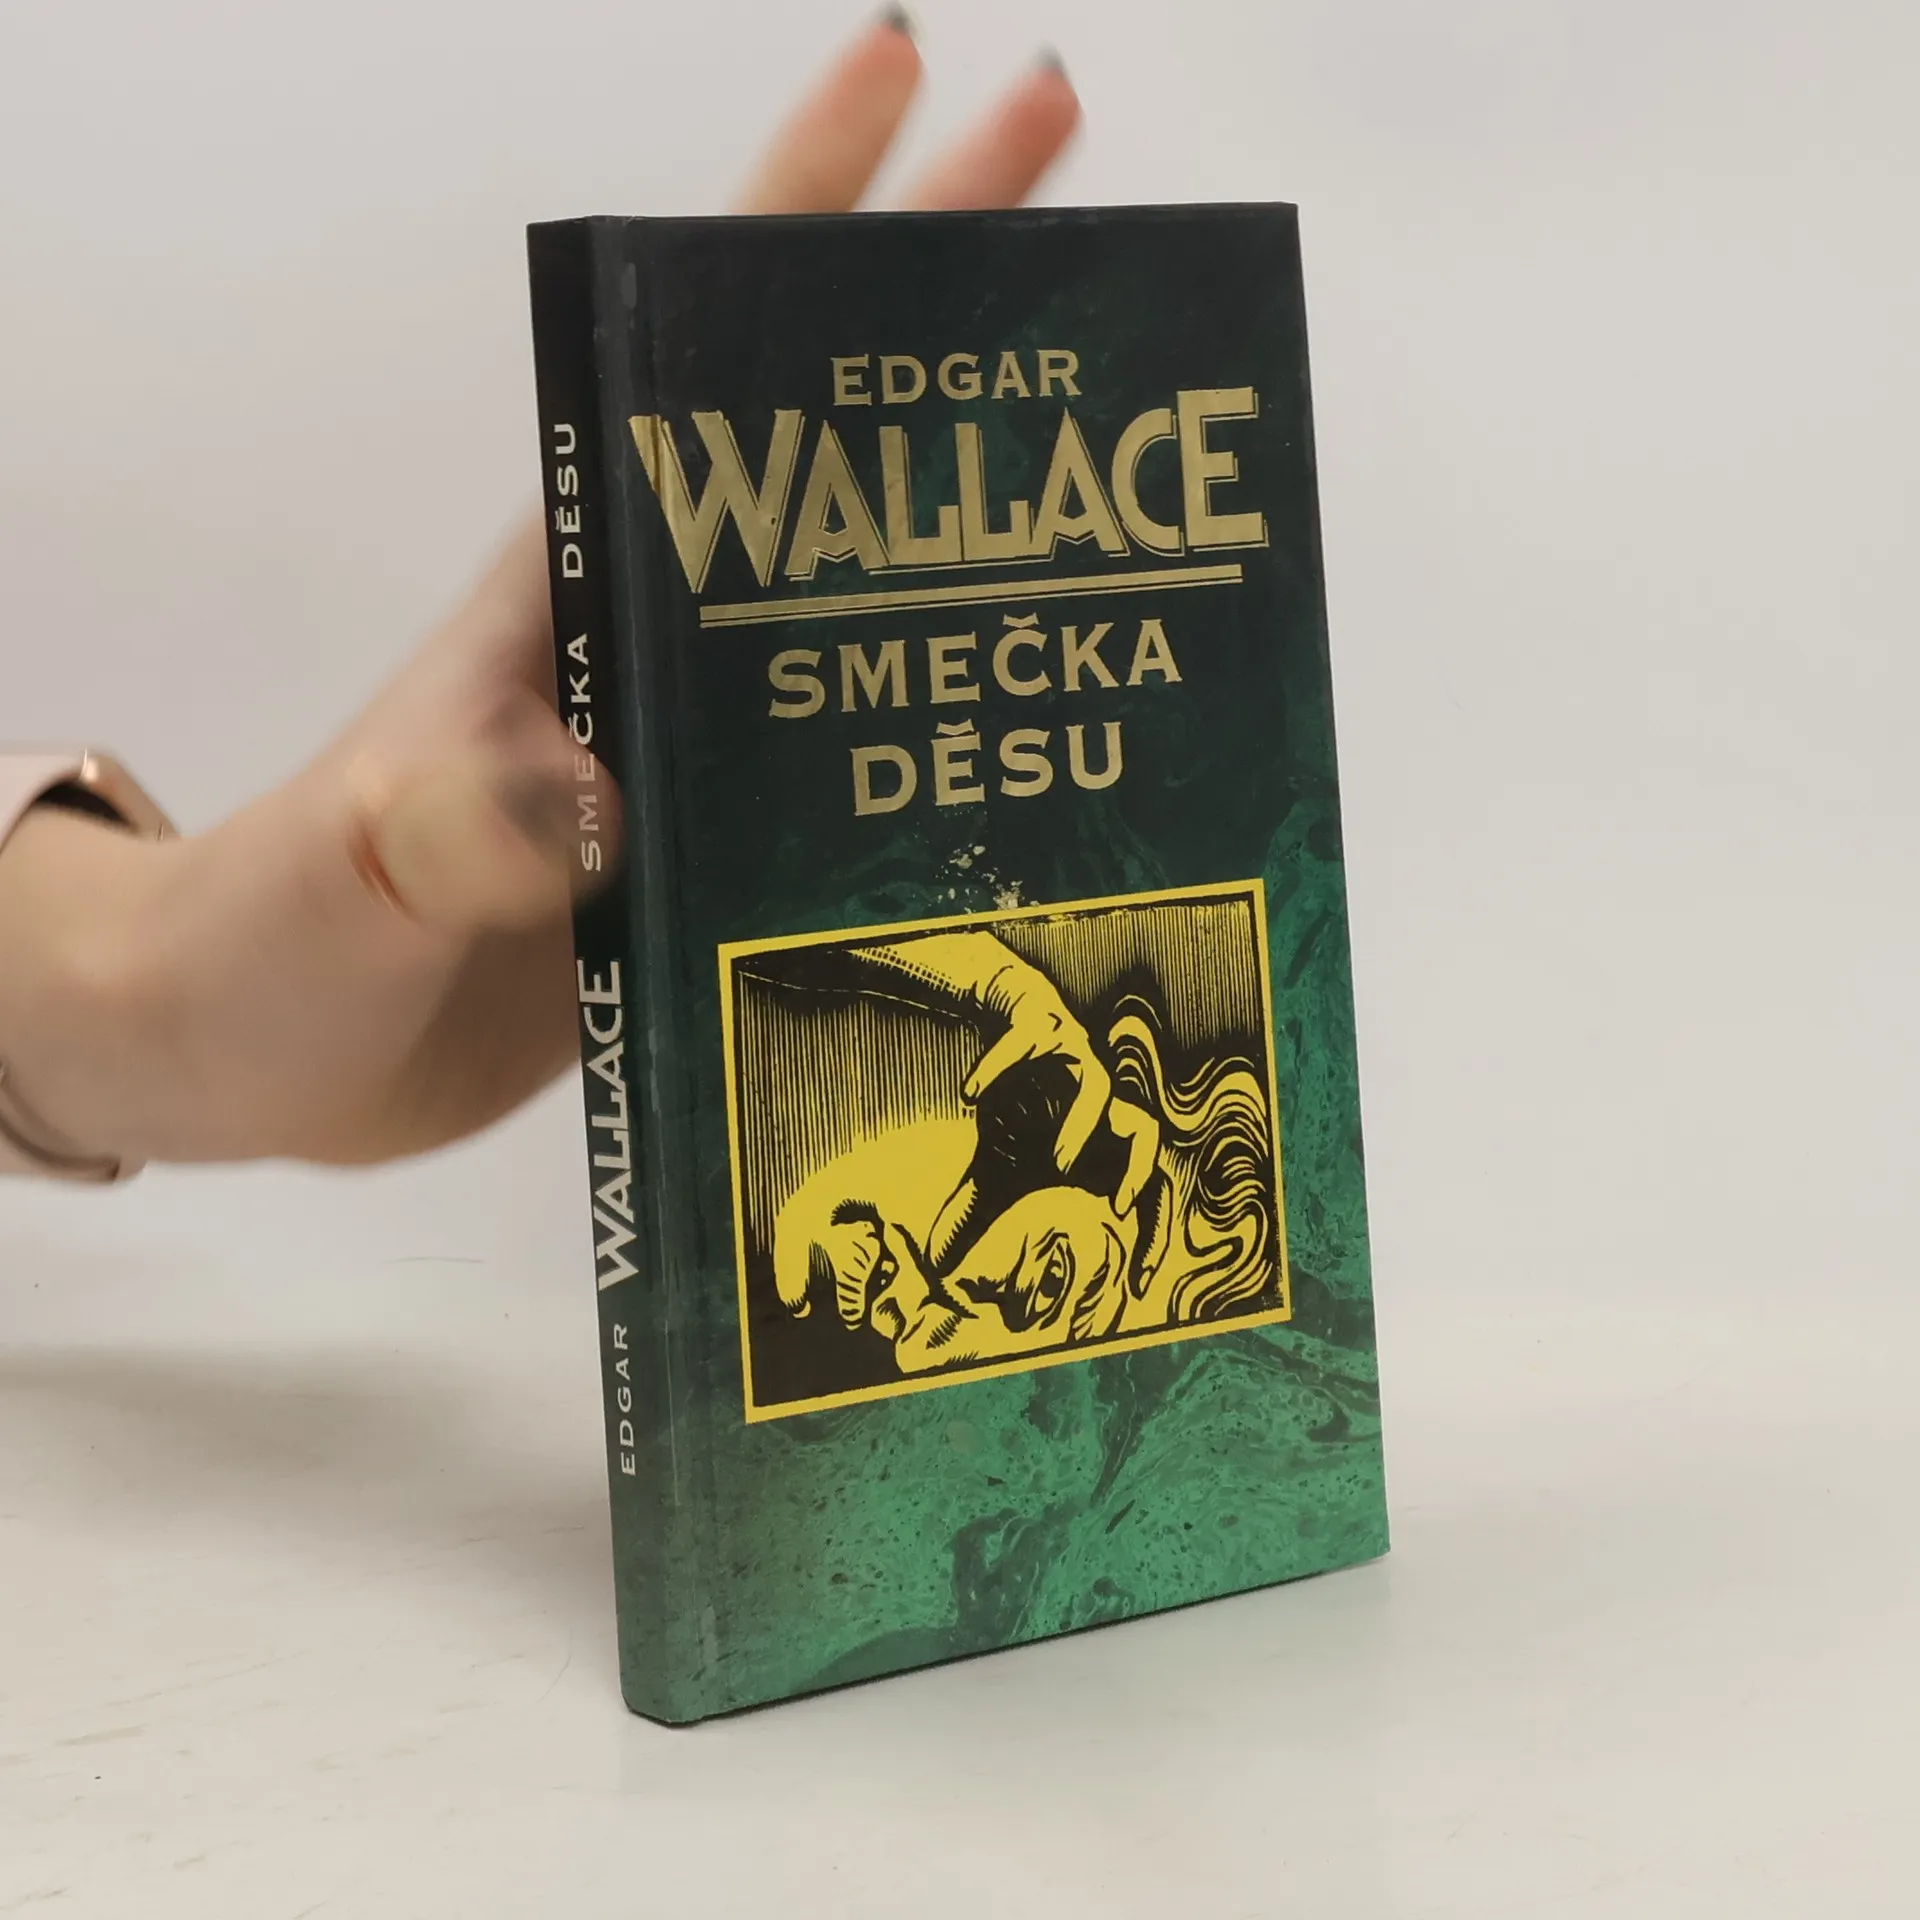 EDGAR
WALLACE
SMEČKA
DĚSU
EDGAR WALLACE SMEČKA DĚSU